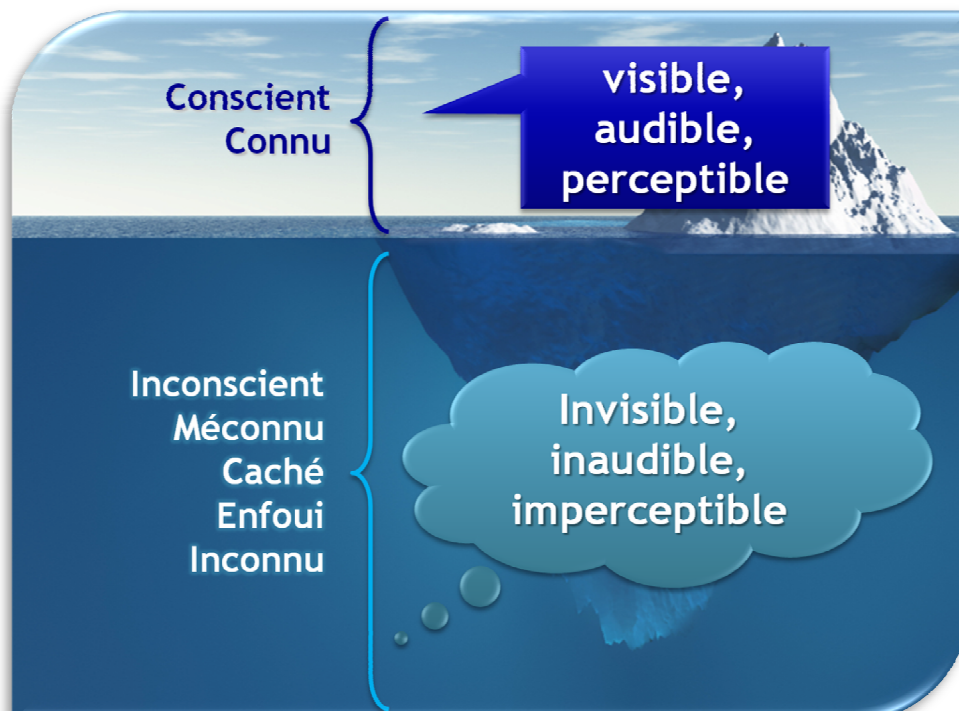 Conscient
Connu
visible,
audible,
perceptible
Inconscient
Méconnu
Caché
Enfoui
Inconnu
Invisible,
inaudible,
imperceptible